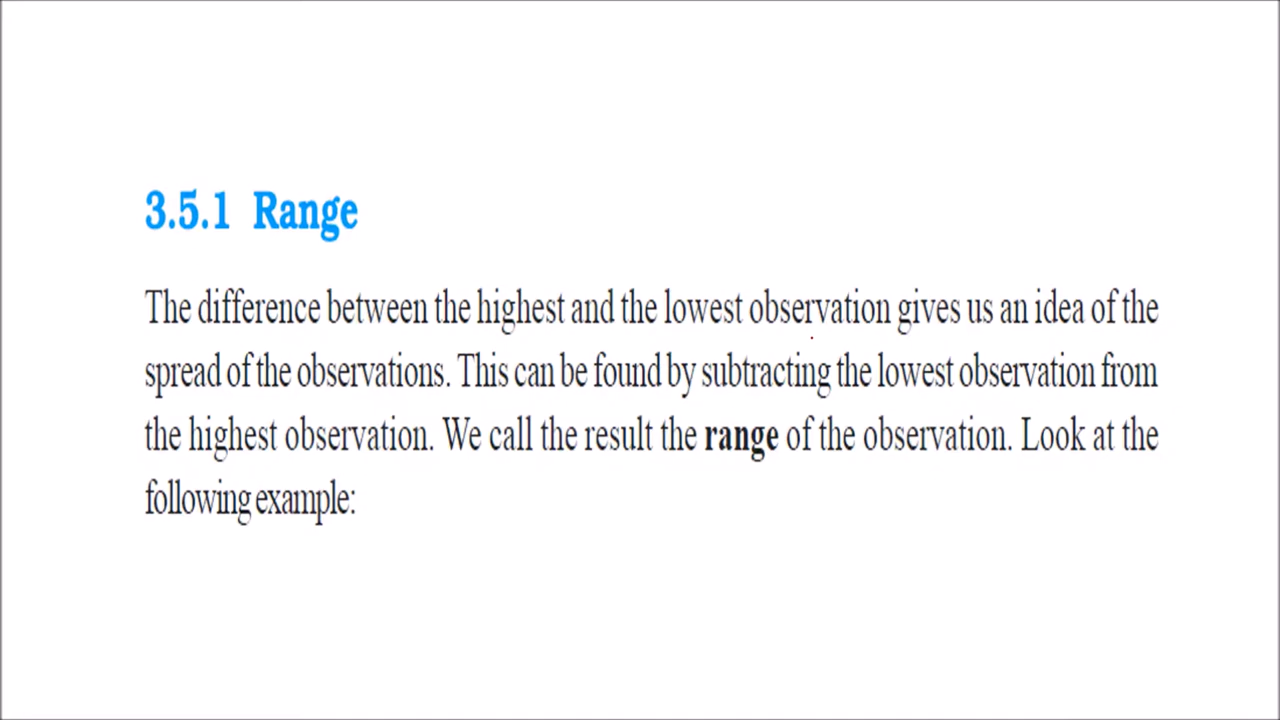 3.5.1 Range
The difference between the highest and the lowest observation gives us an idea of the
spread of the observations. This can be found by subtracting the lowest observation from
the highest observation. We call the result the range of the observation. Look at the
following example: